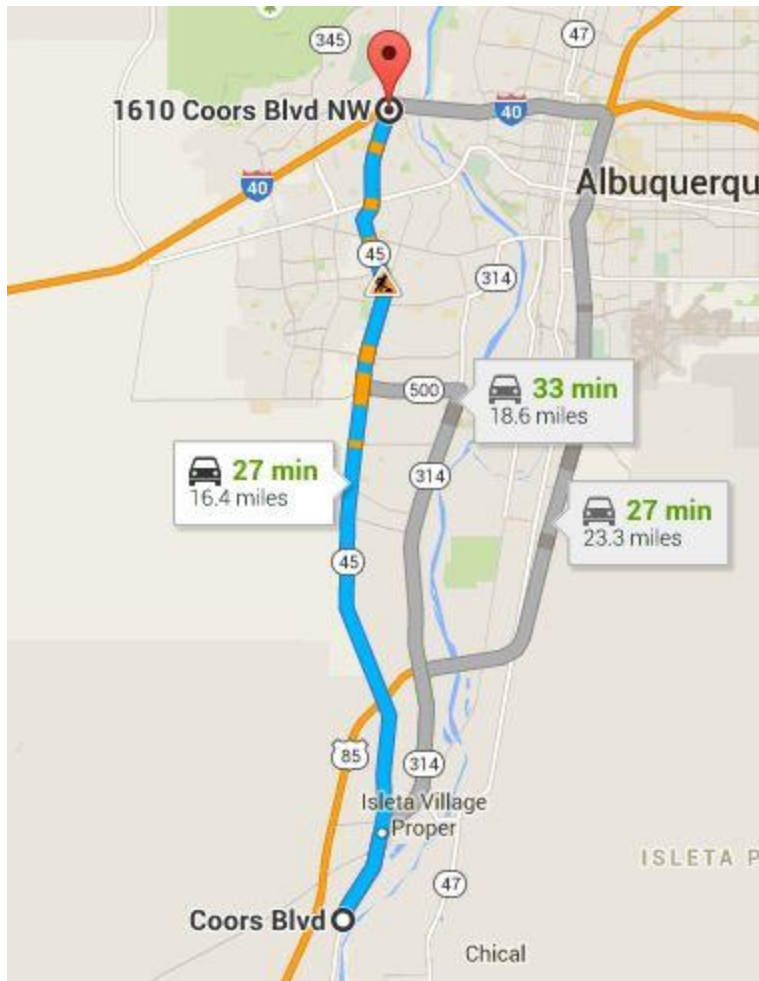 345
47
1610 Coors Blvd NW
40
40
Albuquerqu
45
314
500
33 min
18.6 miles
27 min
16.4 miles
314
27 min
23.3 miles
45
85
314
Isleta Village
Proper
ISLETA P
47
Coors Blvd
Chical